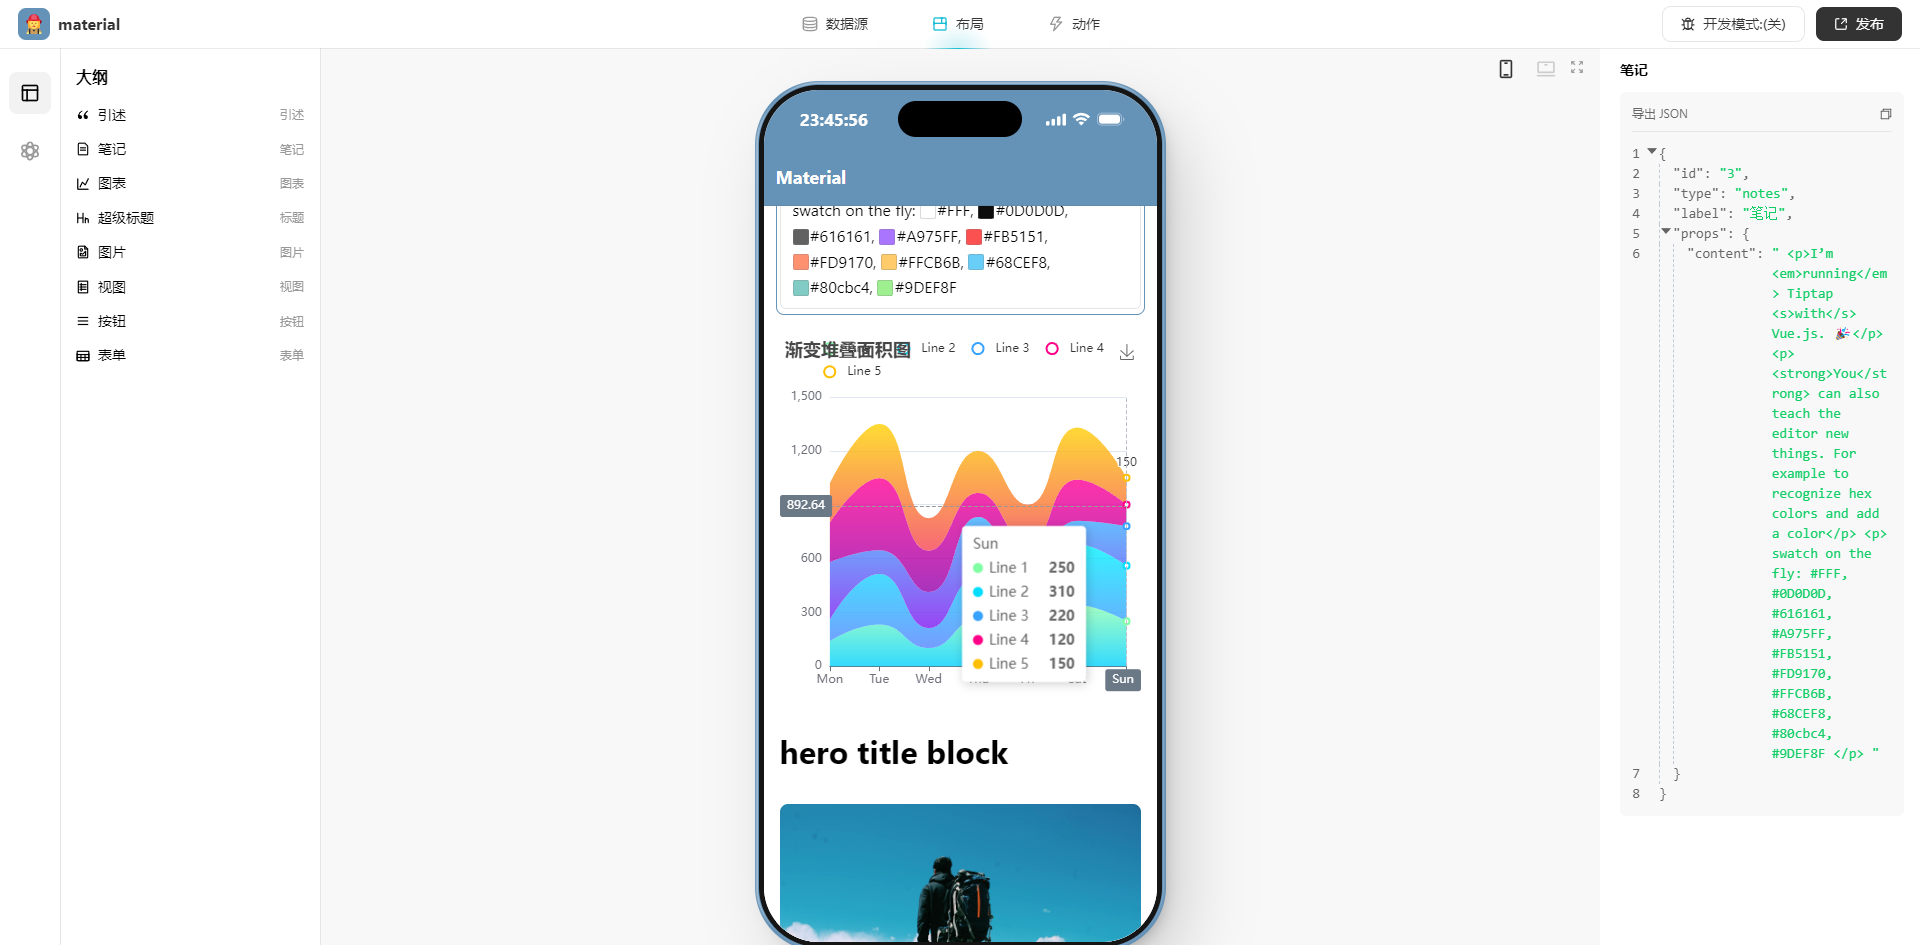 material
数据源
布局
动作
开发模式:(关)
发布
大纲
引述 引述
笔记 笔记
图表 图表
超级标题 标题
图片 图片
视图 视图
按钮 按钮
表单 表单
23:45:56
Material
swatch on the fly: #FFF, #0D0D0D,
#616161, #A975FF, #FB5151,
#FD9170, #FFCB6B, #68CEF8,
#80cbc4, #9DEF8F
渐变堆叠面积图
Line 2 Line 3 Line 4
Line 5
1,500
1,200
150
892.64
600
300
0
Mon Tue Wed
Sun
Sun
Line 1 250
Line 2 310
Line 3 220
Line 4 120
Line 5 150
hero title block
笔记
导出 JSON
1 {
2 "id": "3",
3 "type": "notes",
4 "label": "笔记",
5 "props": {
6 "content": " <p>I’m
<em>running</em
> Tiptap
<s>with</s>
Vue.js. 🎉</p>
<p>
<strong>You</st
rong> can also
teach the
editor new
things. For
example to
recognize hex
colors and add
a color</p> <p>
swatch on the
fly: #FFF,
#0D0D0D,
#616161,
#A975FF,
#FB5151,
#FD9170,
#FFCB6B,
#68CEF8,
#80cbc4,
#9DEF8F </p> "
7 }
8 }